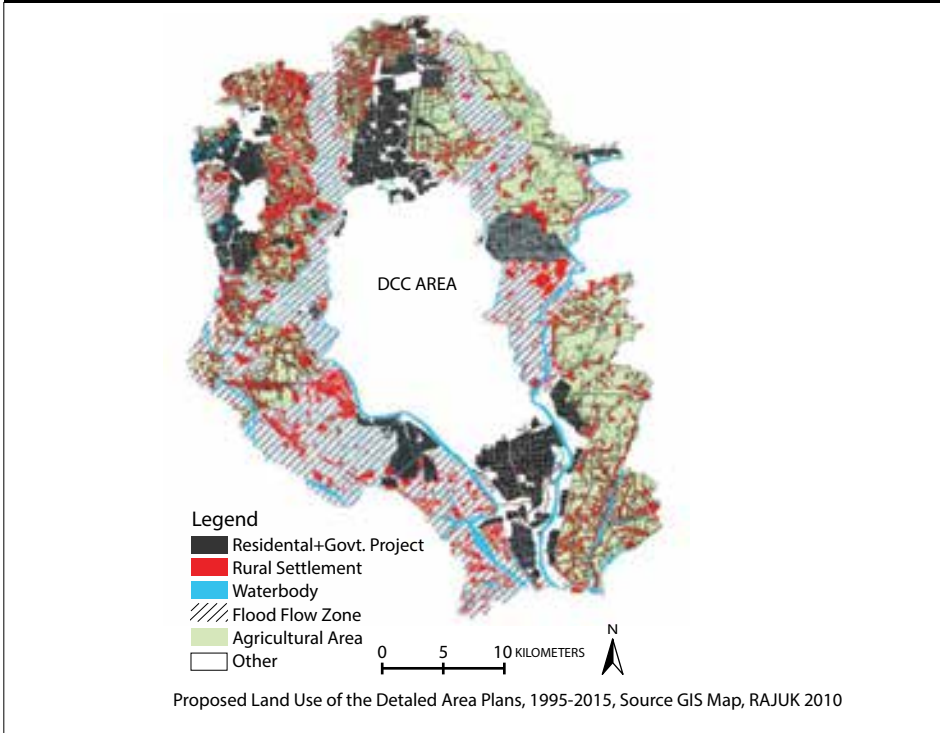 DCC AREA
Legend
Residental+Govt. Project
Rural Settlement
Waterbody
Flood Flow Zone
Agricultural Area
Other
0 5 10 KILOMETERS
N
Proposed Land Use of the Detaled Area Plans, 1995-2015, Source GIS Map, RAJUK 2010